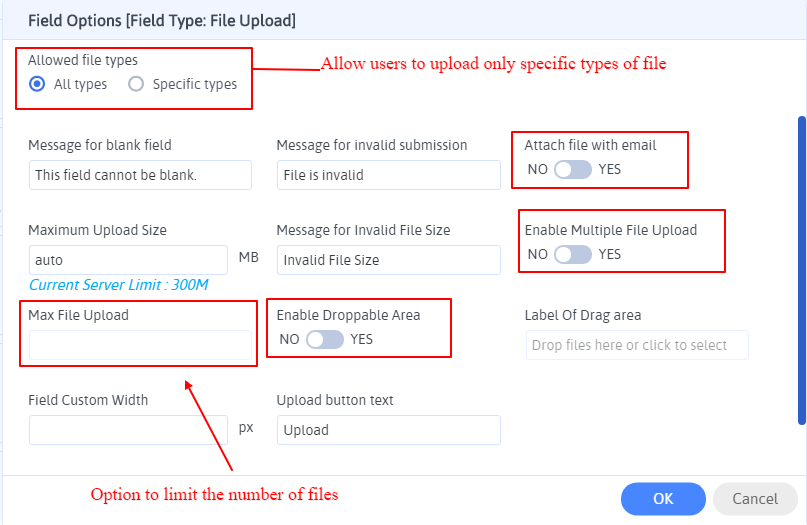 Field Options [Field Type: File Upload]
Allowed file types
All types Specific types
Allow users to upload only specific types of file
Message for blank field Message for invalid submission Attach file with email
This field cannot be blank. File is invalid NO YES
Maximum Upload Size Message for Invalid File Size Enable Multiple File Upload
auto MB Invalid File Size NO YES
Current Server Limit : 300M
Max File Upload Enable Droppable Area Label Of Drag area
NO YES Drop files here or click to select
Field Custom Width Upload button text
px Upload
Option to limit the number of files
OK Cancel